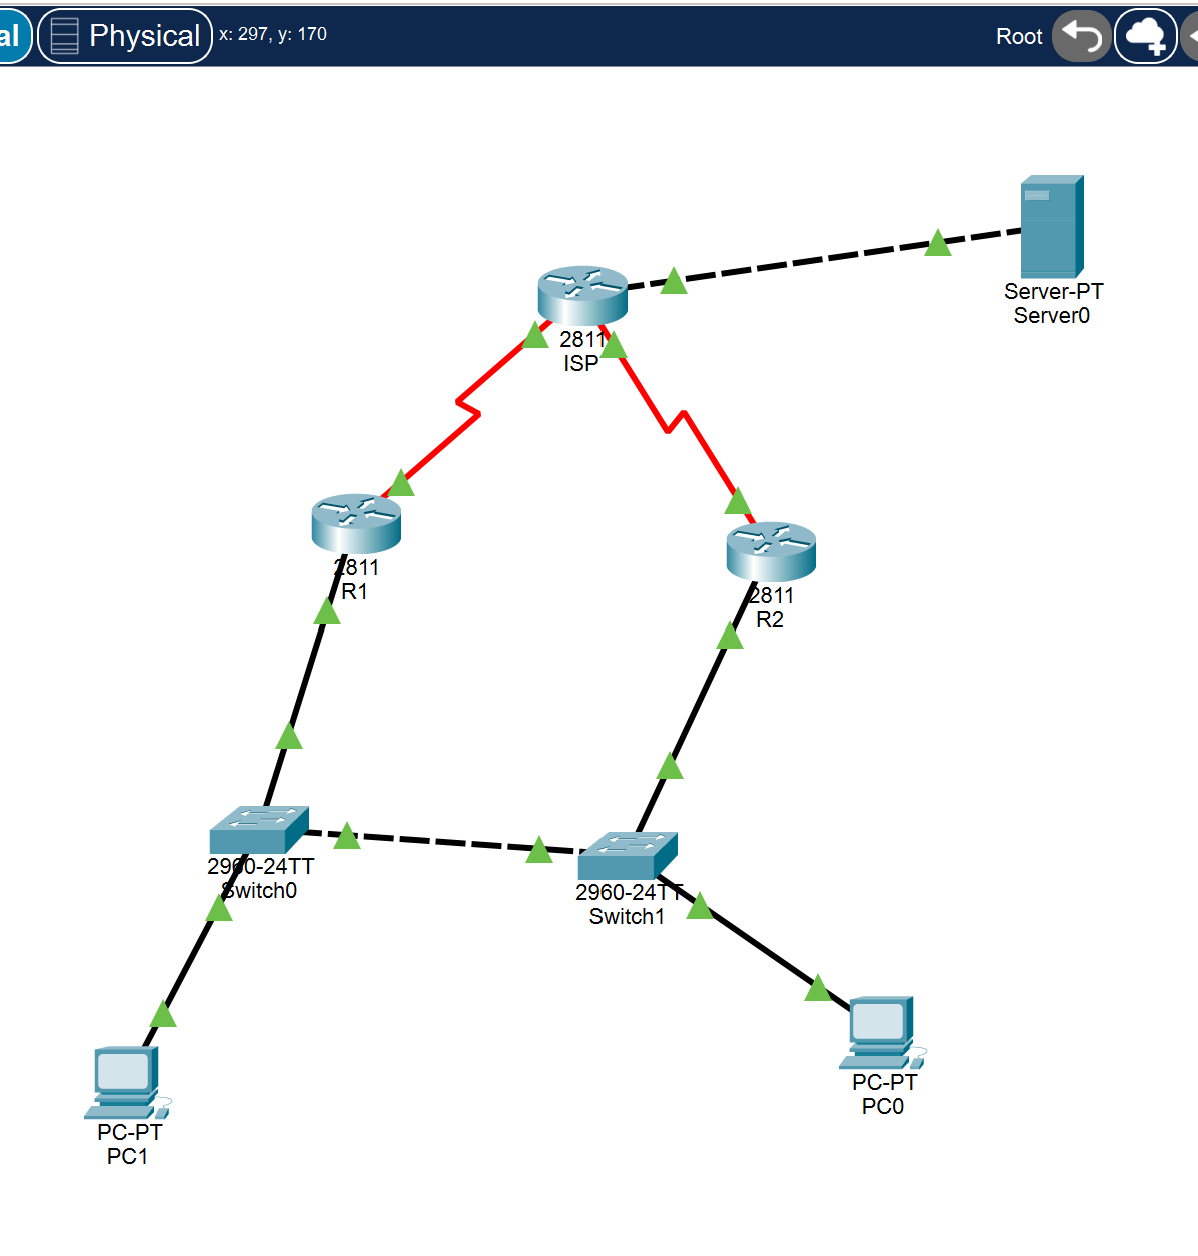 al
Physical
x: 297, y: 170
Root
Server-PT
Server0
2811
ISP
2811
R1
2811
R2
2960-24TT
Switch0
2960-24TT
Switch1
PC-PT
PC0
PC-PT
PC1